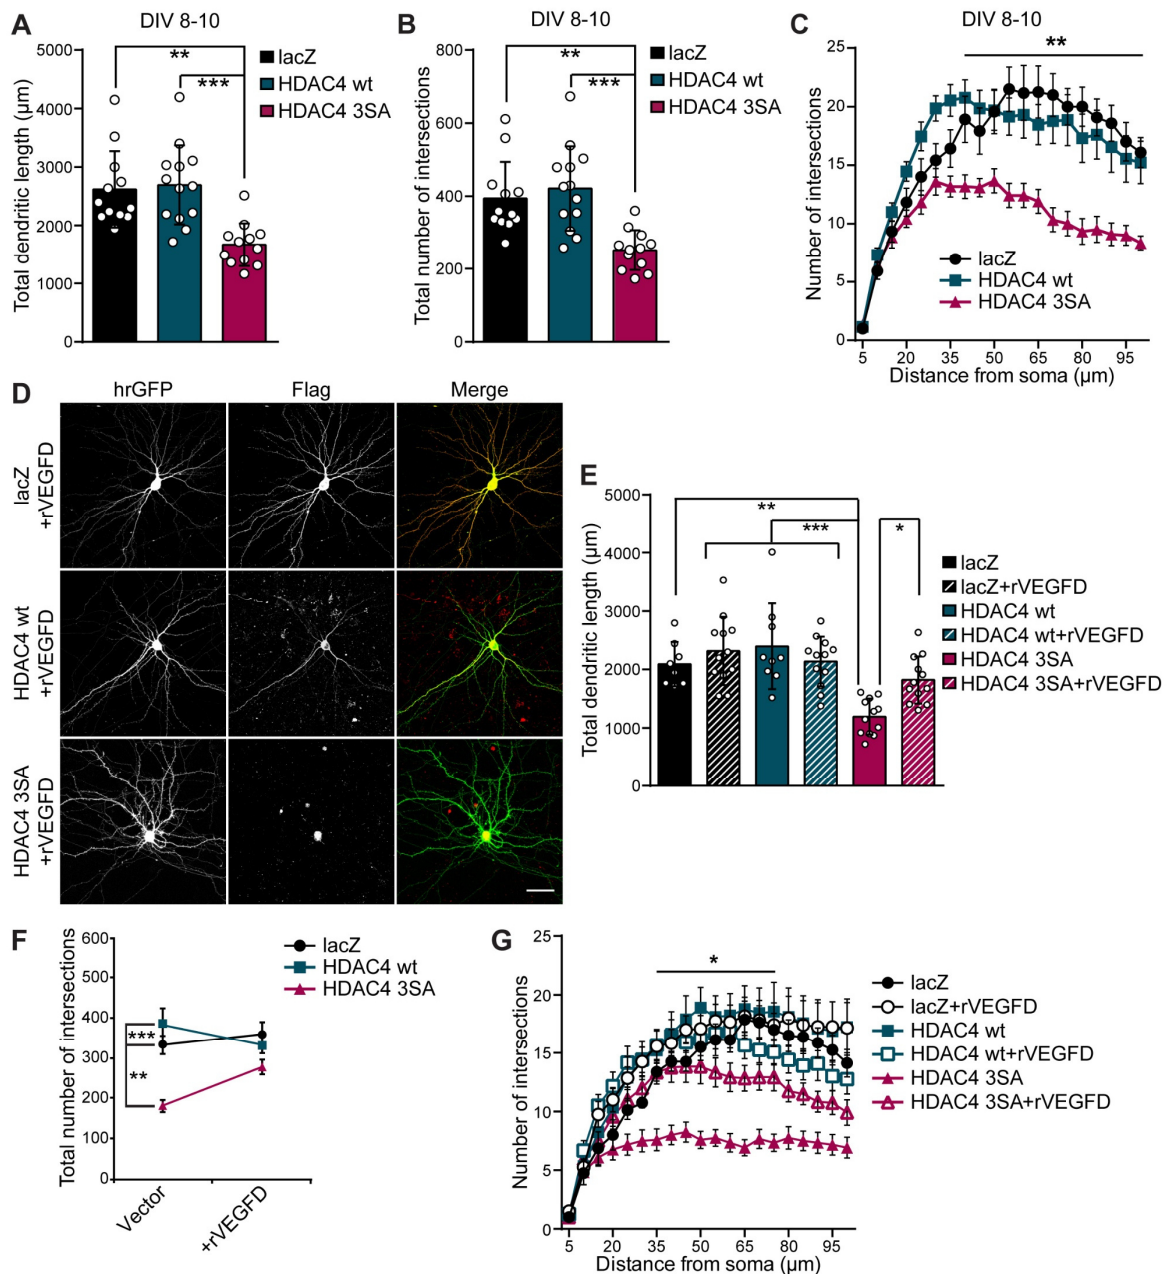 A
DIV 8-10
Total dendritic length (µm)
5000
4000
3000
2000
1000
0
**
***
lacZ
HDAC4 wt
HDAC4 3SA
B
DIV 8-10
Total number of intersections
800
600
400
200
0
**
***
lacZ
HDAC4 wt
HDAC4 3SA
C
DIV 8-10
Number of intersections
25
20
15
10
5
0
**
lacZ
HDAC4 wt
HDAC4 3SA
5 20 35 50 65 80 95
Distance from soma (µm)
D
hrGFP Flag Merge
lacZ
+rVEGFD
HDAC4 wt
+rVEGFD
HDAC4 3SA
+rVEGFD
E
Total dendritic length (µm)
5000
4000
3000
2000
1000
0
**
***
*
lacZ
lacZ+rVEGFD
HDAC4 wt
HDAC4 wt+rVEGFD
HDAC4 3SA
HDAC4 3SA+rVEGFD
F
Total number of intersections
600
500
400
300
200
100
0
***
**
lacZ
HDAC4 wt
HDAC4 3SA
Vector
+rVEGFD
G
Number of intersections
25
20
15
10
5
0
*
lacZ
lacZ+rVEGFD
HDAC4 wt
HDAC4 wt+rVEGFD
HDAC4 3SA
HDAC4 3SA+rVEGFD
5 20 35 50 65 80 95
Distance from soma (µm)